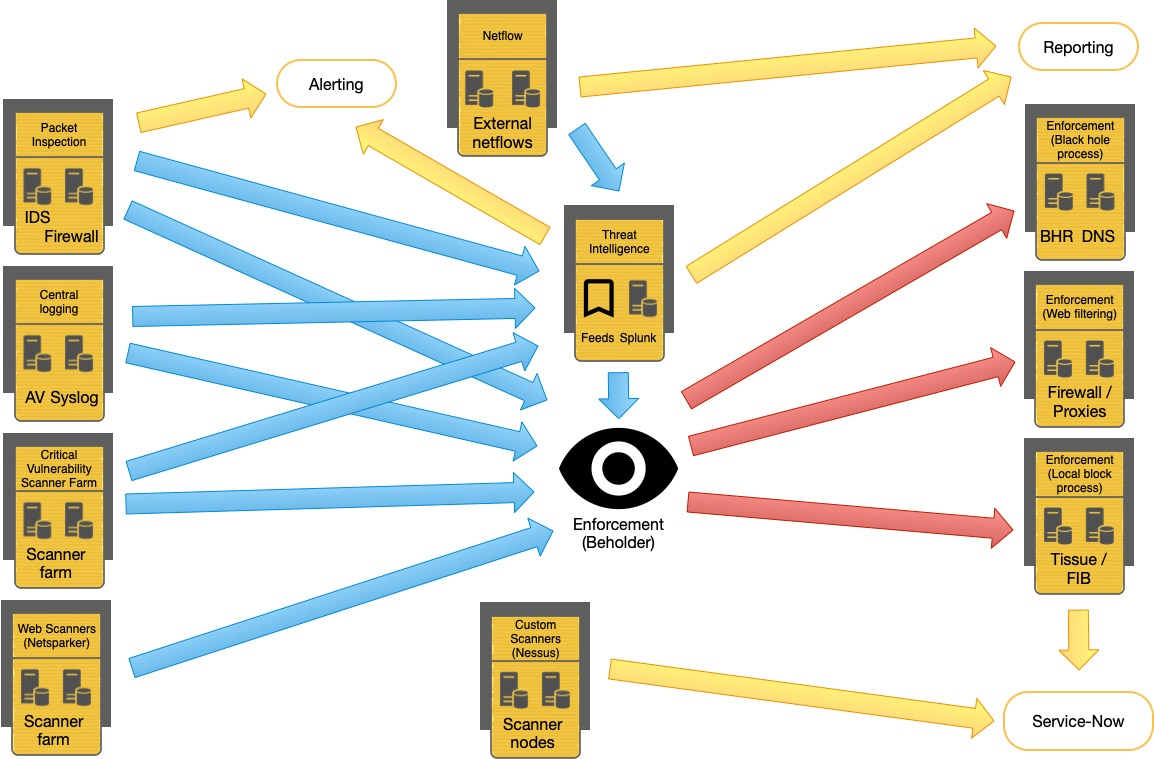 Netflow
External
netflows
Alerting
Reporting
Packet
Inspection
IDS
Firewall
Enforcement
(Black hole
process)
BHR DNS
Threat
Intelligence
Feeds Splunk
Central
logging
AV Syslog
Enforcement
(Web filtering)
Firewall /
Proxies
Critical
Vulnerability
Scanner Farm
Scanner
farm
Enforcement
(Beholder)
Enforcement
(Local block
process)
Tissue /
FIB
Web Scanners
(Netsparker)
Scanner
farm
Custom
Scanners
(Nessus)
Scanner
nodes
Service-Now